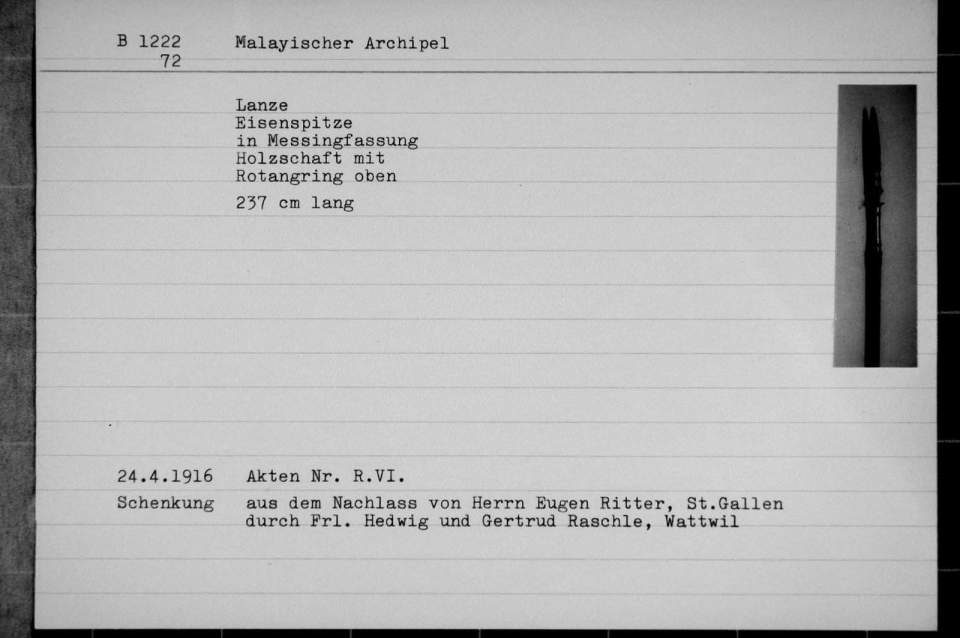 B 1222 Malayischer Archipel
72
Lanze
Eisenspitze
in Messingfassung
Holzschaft mit
Rotangring oben
237 cm lang
24.4.1916 Akten Nr. R.VI.
Schenkung aus dem Nachlass von Herrn Eugen Ritter, St.Gallen
durch Frl. Hedwig und Gertrud Raschle, Wattwil